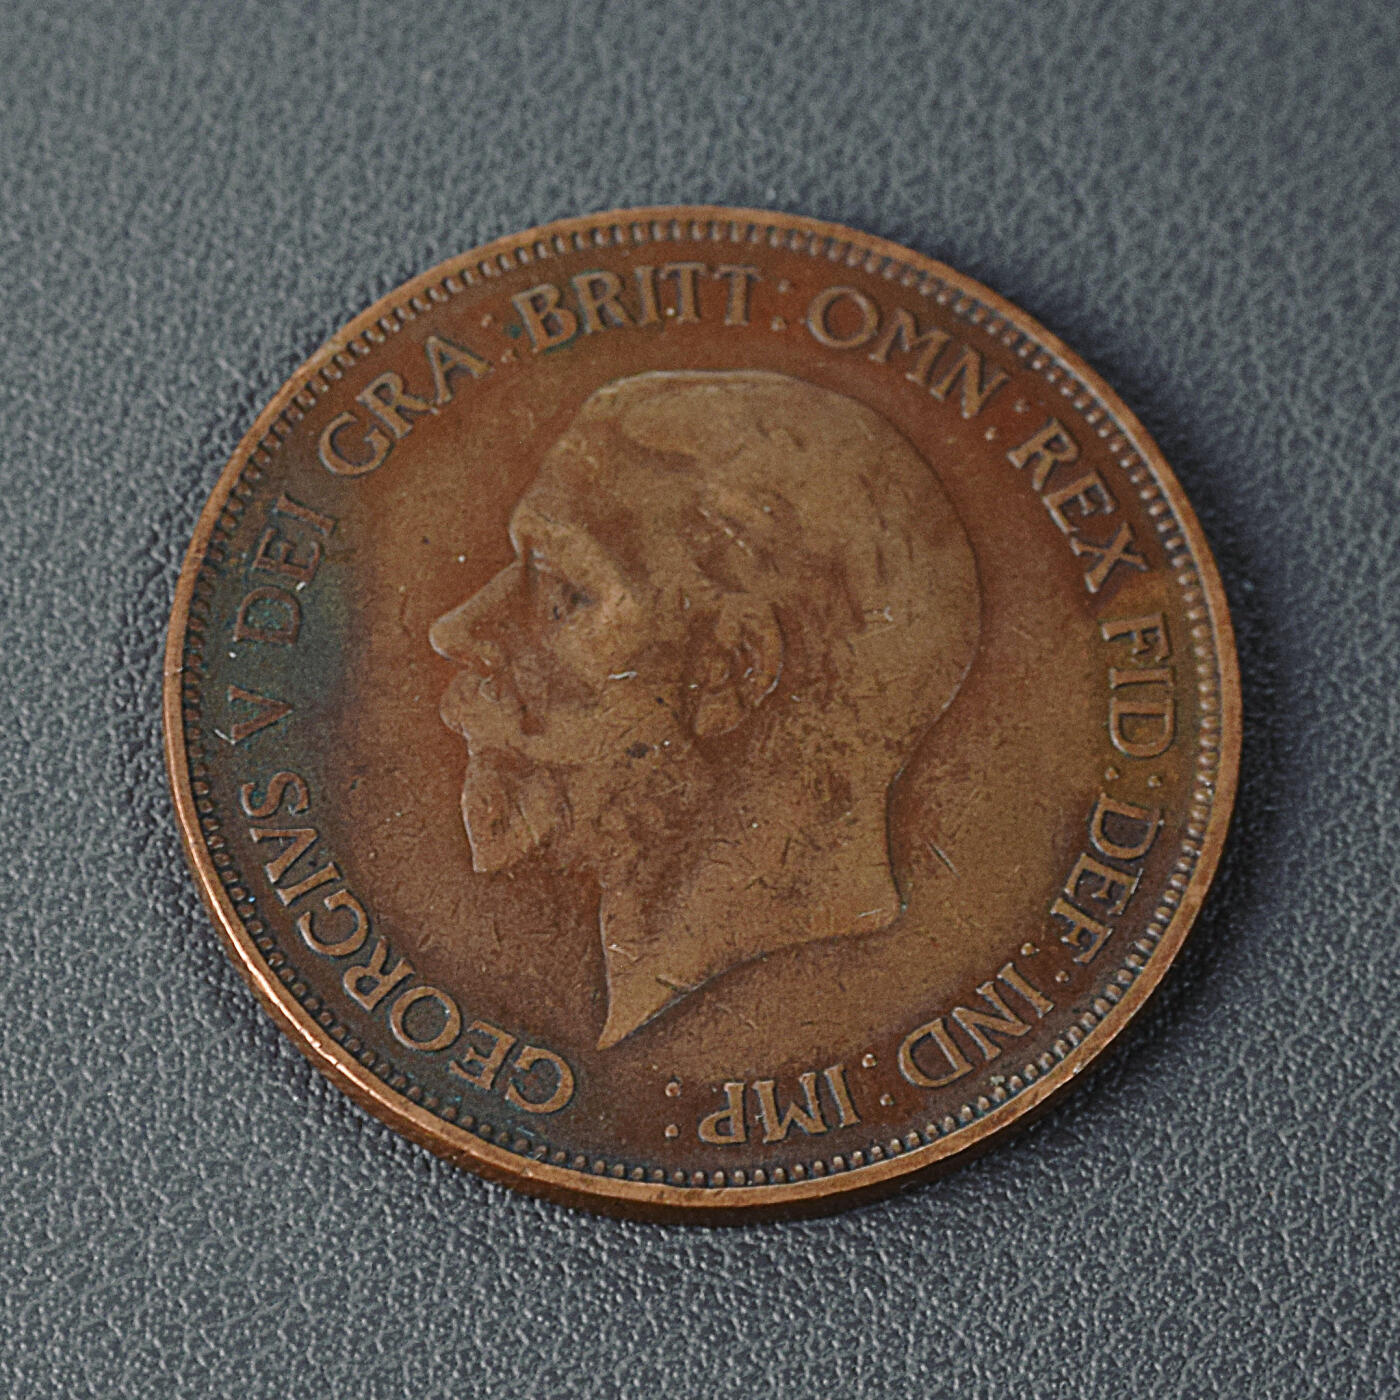 GEORGIVS V DEI GRA : BRITT : OMN : REX FID : DEF : IND : IMP :